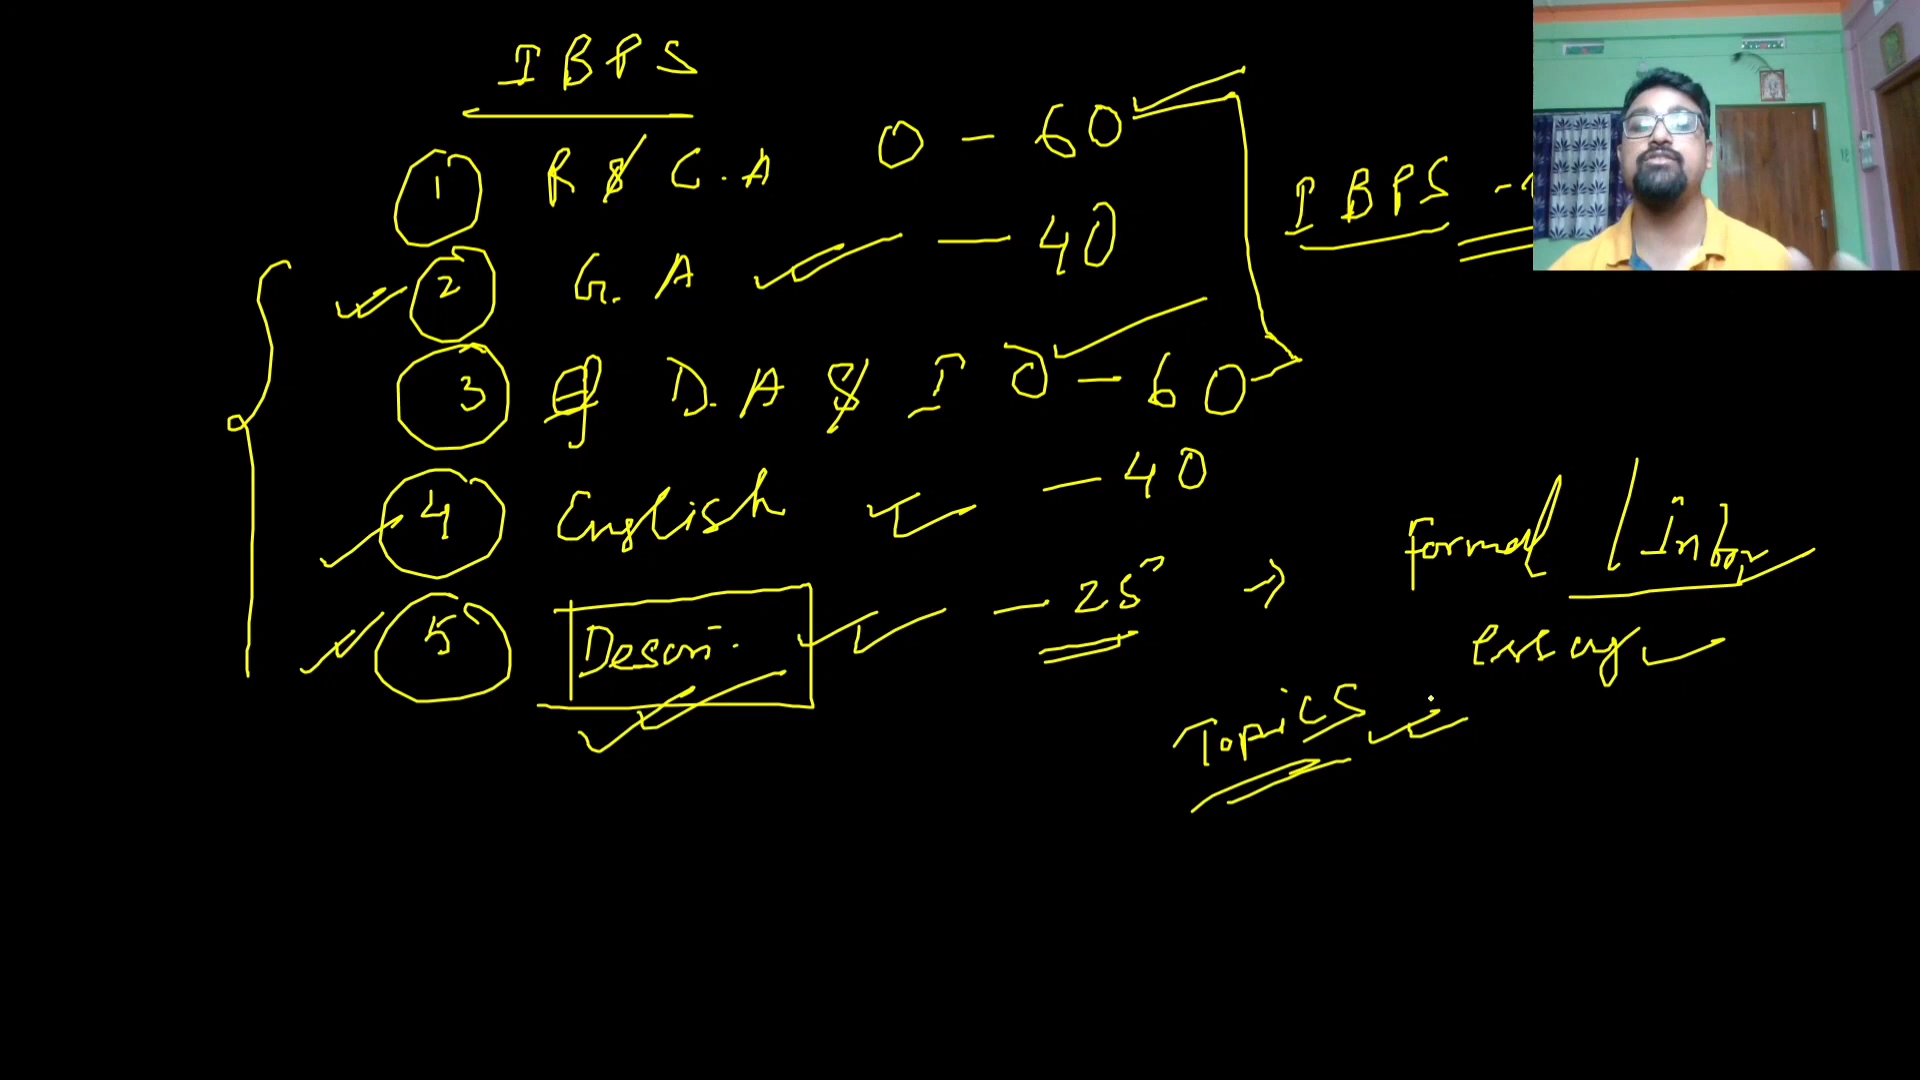 IBPS
1 R & C.A 0 - 60
IBPS -
2 G.A - 40
3 D.A & I 0 - 60
4 English - 40
5 Descri. - 25 → Formal / Infor
essay
Topics